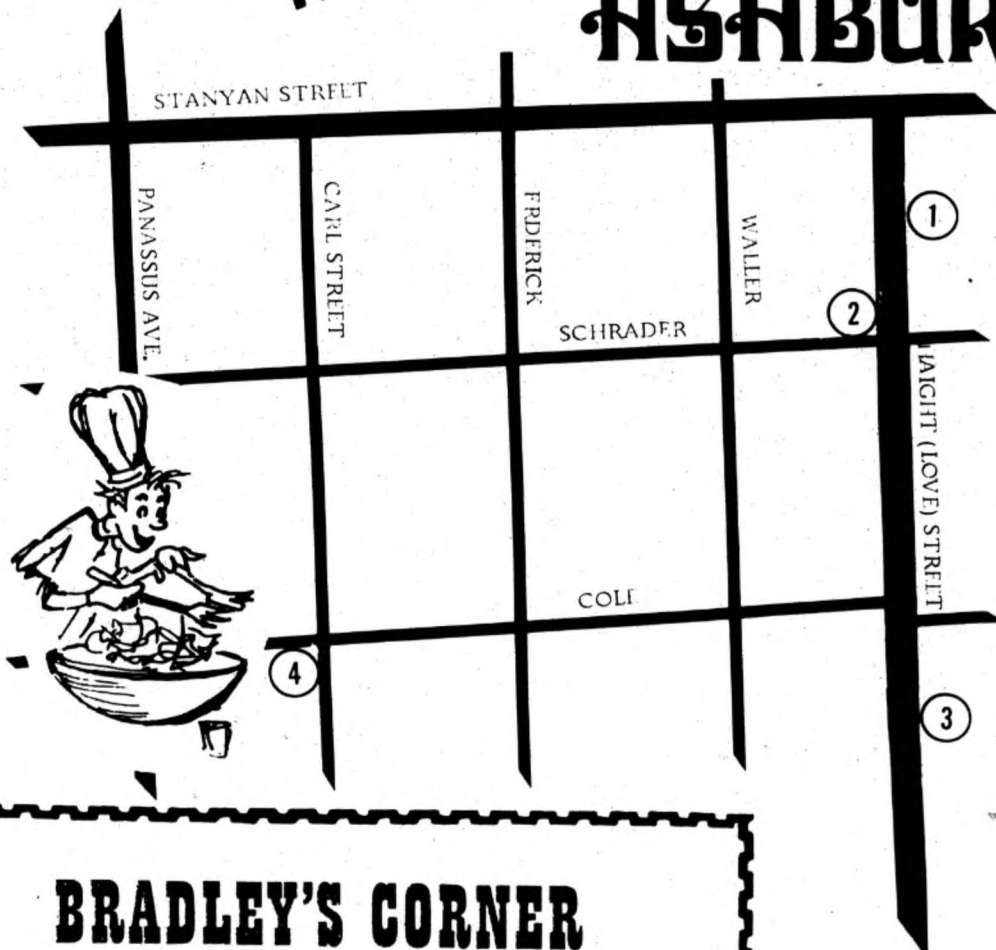 ASHBUR
STANYAN STREET
PANASSUS AVE.
CARL STREET
FRDERICK
WALLER
1
2
SCHRADER
HAIGHT (LOVE) STREET
COLE
4
3
BRADLEY'S CORNER